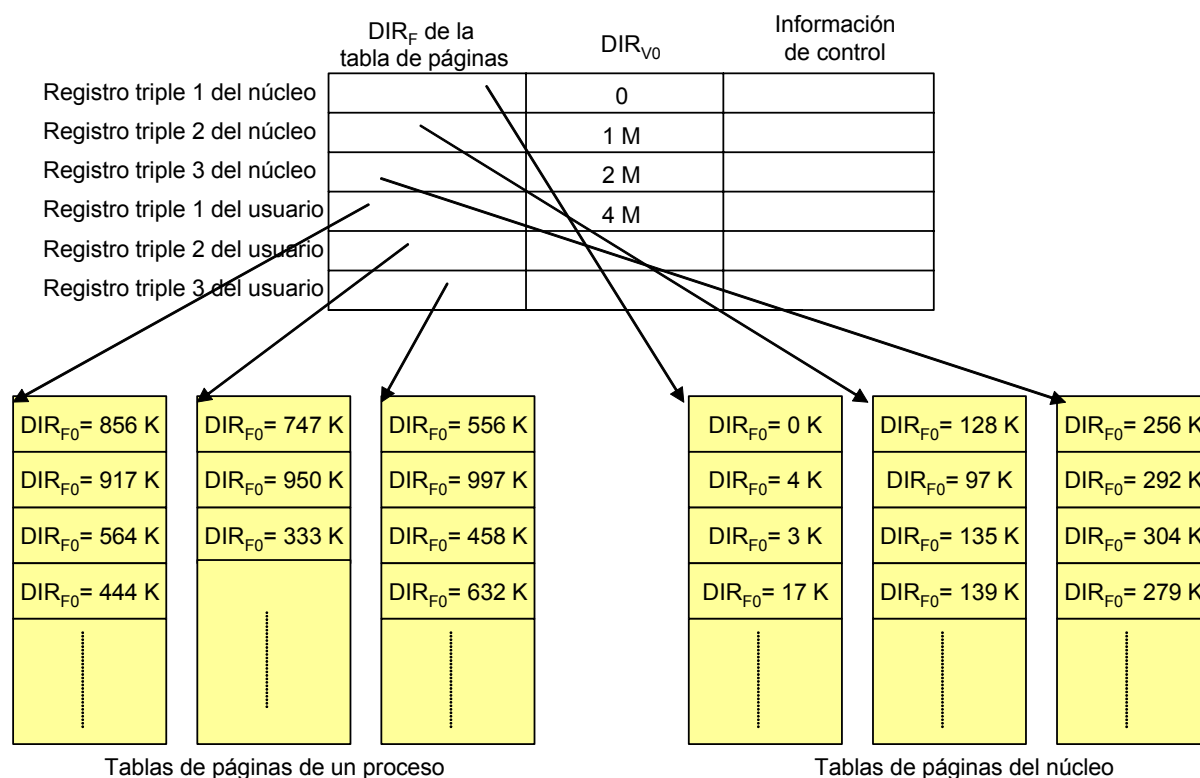 DIRF de la
tabla de páginas
DIRV0
Información
de control
Registro triple 1 del núcleo
0
Registro triple 2 del núcleo
1 M
Registro triple 3 del núcleo
2 M
Registro triple 1 del usuario
4 M
Registro triple 2 del usuario
Registro triple 3 del usuario
DIRF0= 856 K
DIRF0= 917 K
DIRF0= 564 K
DIRF0= 444 K
DIRF0= 747 K
DIRF0= 950 K
DIRF0= 333 K
DIRF0= 556 K
DIRF0= 997 K
DIRF0= 458 K
DIRF0= 632 K
DIRF0= 0 K
DIRF0= 4 K
DIRF0= 3 K
DIRF0= 17 K
DIRF0= 128 K
DIRF0= 97 K
DIRF0= 135 K
DIRF0= 139 K
DIRF0= 256 K
DIRF0= 292 K
DIRF0= 304 K
DIRF0= 279 K
Tablas de páginas de un proceso
Tablas de páginas del núcleo